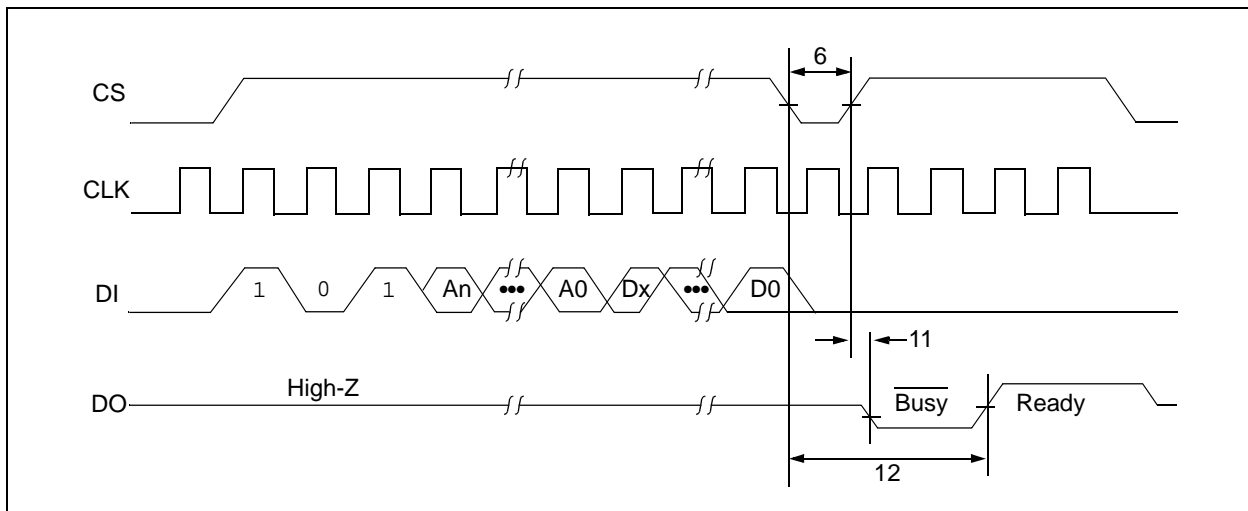 6
CS
CLK
DI 1 0 1 An ••• A0 Dx ••• D0
11
High-Z
DO Busy Ready
12